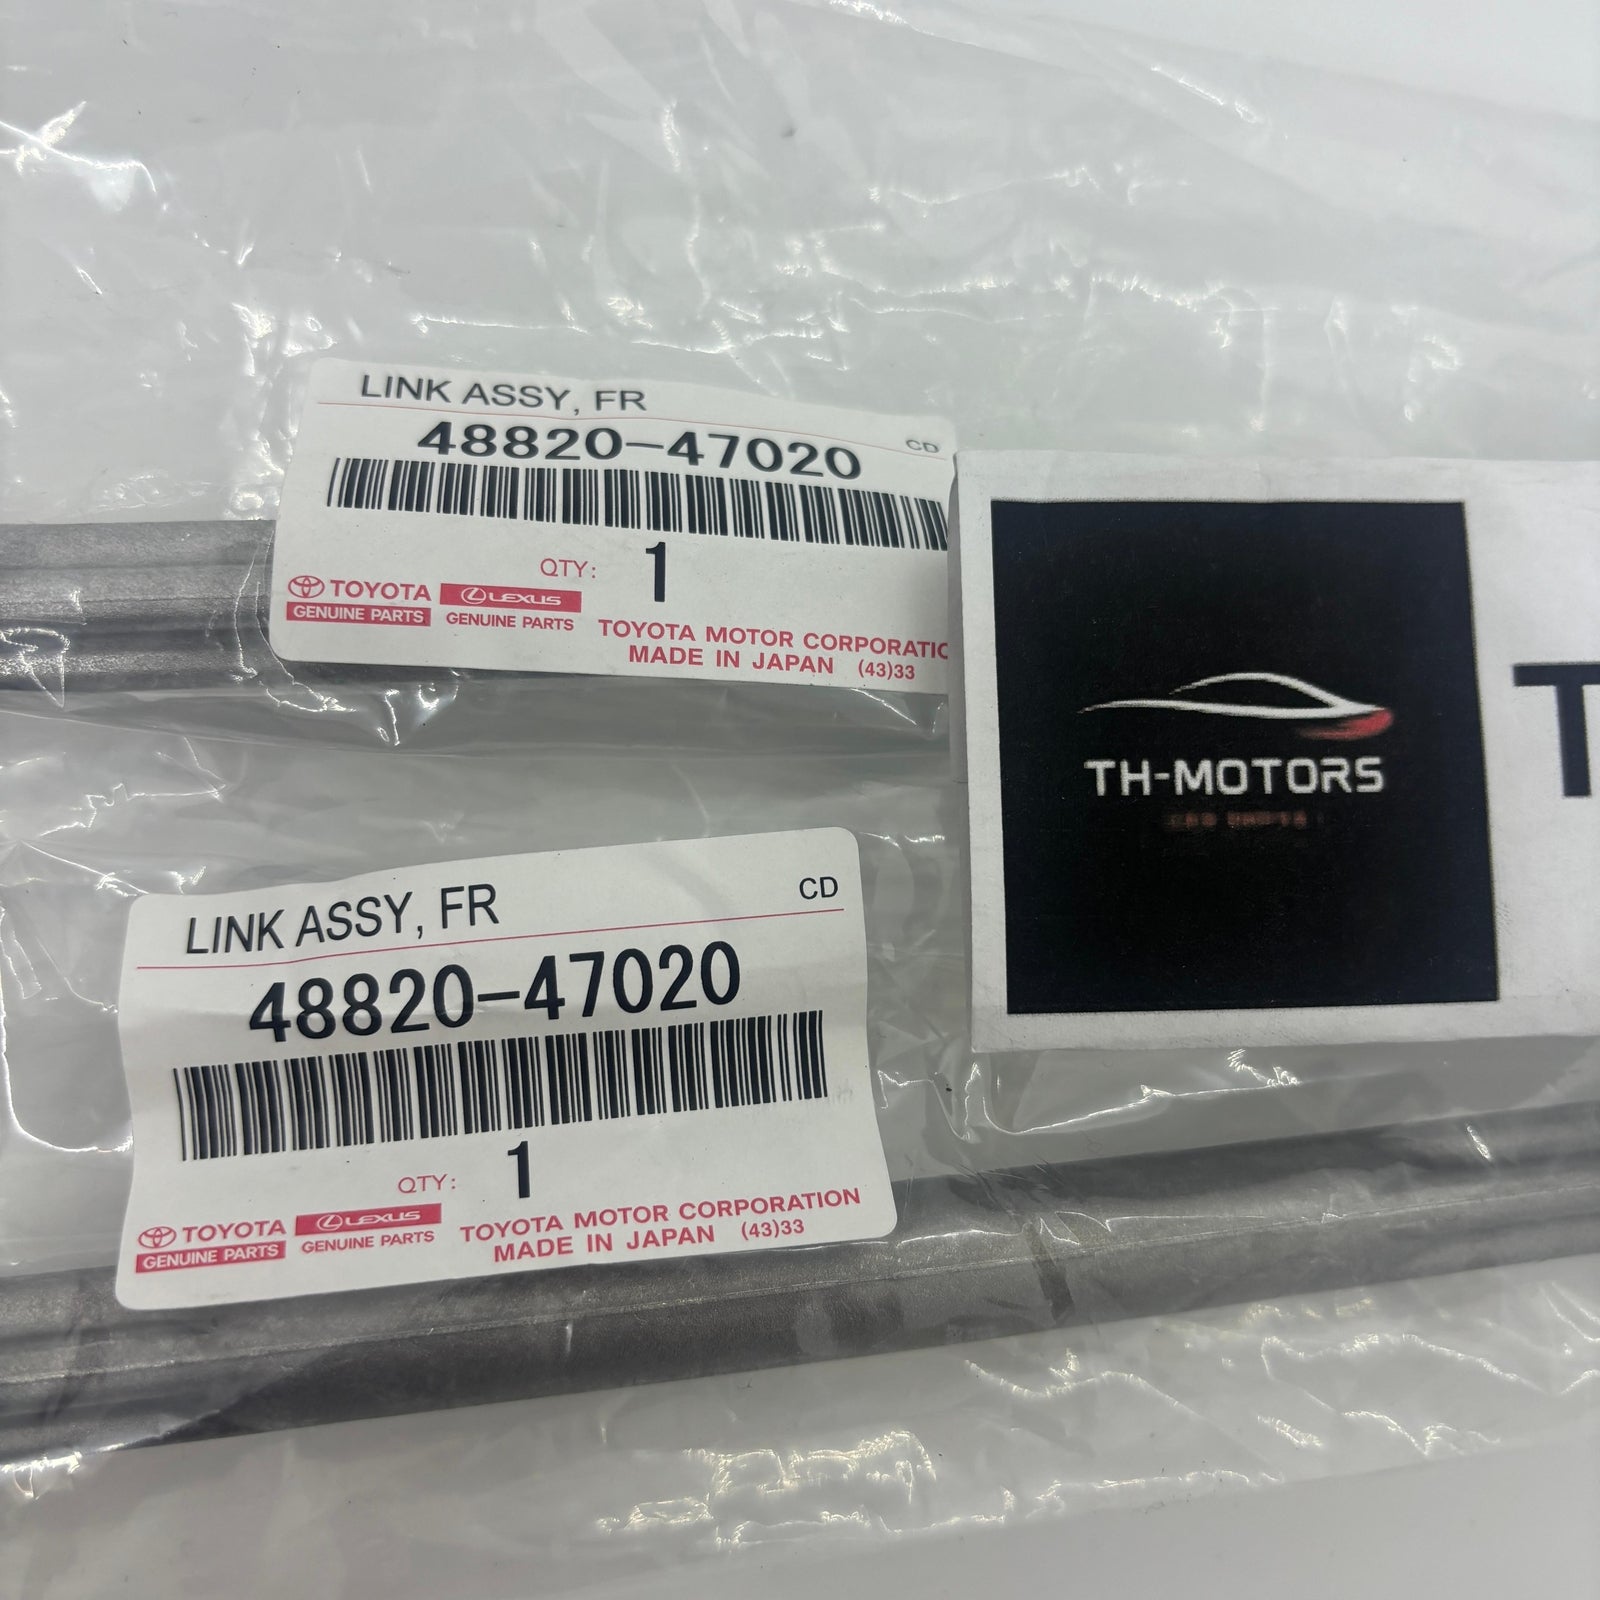 LINK ASSY, FR
CD
48820-47020
QTY: 1
TOYOTA
GENUINE PARTS
LEXUS
GENUINE PARTS
TOYOTA MOTOR CORPORATIO
MADE IN JAPAN (43)33
TH-MOTORS
T
LINK ASSY, FR
CD
48820-47020
QTY: 1
TOYOTA
GENUINE PARTS
LEXUS
GENUINE PARTS
TOYOTA MOTOR CORPORATION
MADE IN JAPAN (43)33